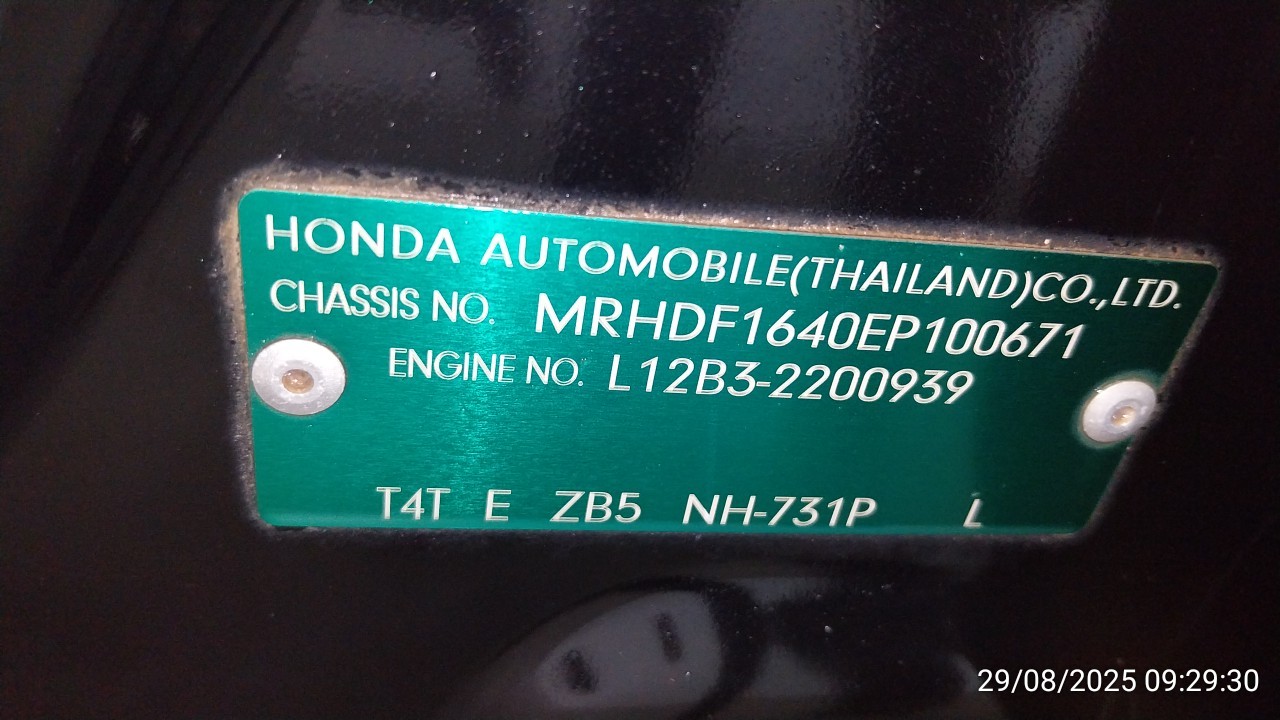 HONDA AUTOMOBILE(THAILAND)CO.,LTD.
CHASSIS NO. MRHDF1640EP100671
ENGINE NO. L12B3-2200939
T4T E ZB5 NH-731P L
29/08/2025 09:29:30